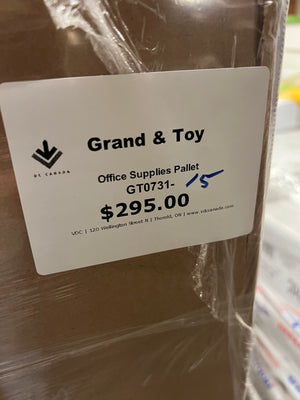 Grand & Toy
DL CANADA
Office Supplies Pallet
GT0731- 15
$295.00
VDC | 120 Wellington Street N | Thorold, ON | www.vdccanada.com